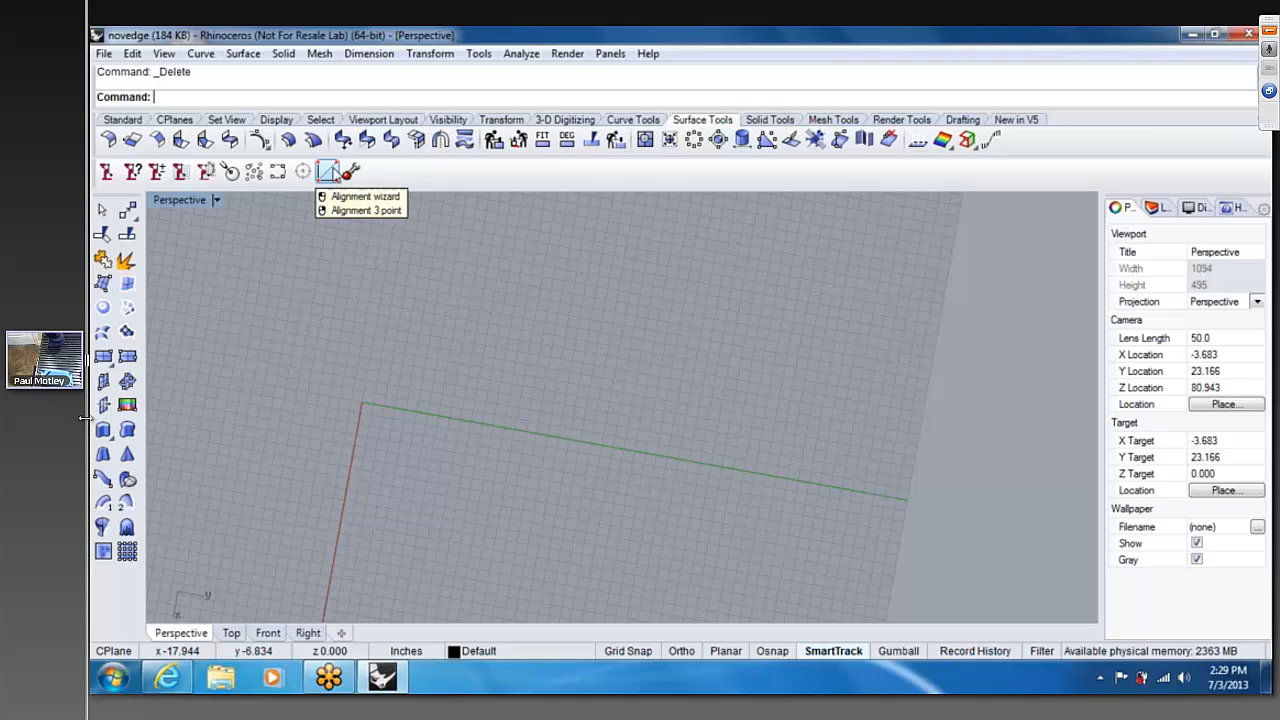 novedge (184 KB) - Rhinoceros (Not For Resale Lab) (64-bit) - [Perspective]
File Edit View Curve Surface Solid Mesh Dimension Transform Tools Analyze Render Panels Help
Command: _Delete
Command:
Standard CPlanes Set View Display Select Viewport Layout Visibility Transform 3-D Digitizing Curve Tools Surface Tools Solid Tools Mesh Tools Render Tools Drafting New in V5
FIT DEG
Alignment wizard
Alignment 3 point
Perspective
P... L... Di... H...
Viewport
Title Perspective
Width 1094
Height 495
Projection Perspective
Camera
Lens Length 50.0
X Location -3.683
Y Location 23.166
Z Location 80.943
Location Place...
Target
X Target -3.683
Y Target 23.166
Z Target 0.000
Location Place...
Wallpaper
Filename (none) ...
Show
Gray
Paul Motley
y
x
Perspective Top Front Right
CPlane x -17.944 y -6.834 z 0.000 Inches Default Grid Snap Ortho Planar Osnap SmartTrack Gumball Record History Filter Available physical memory: 2363 MB
2:29 PM
7/3/2013